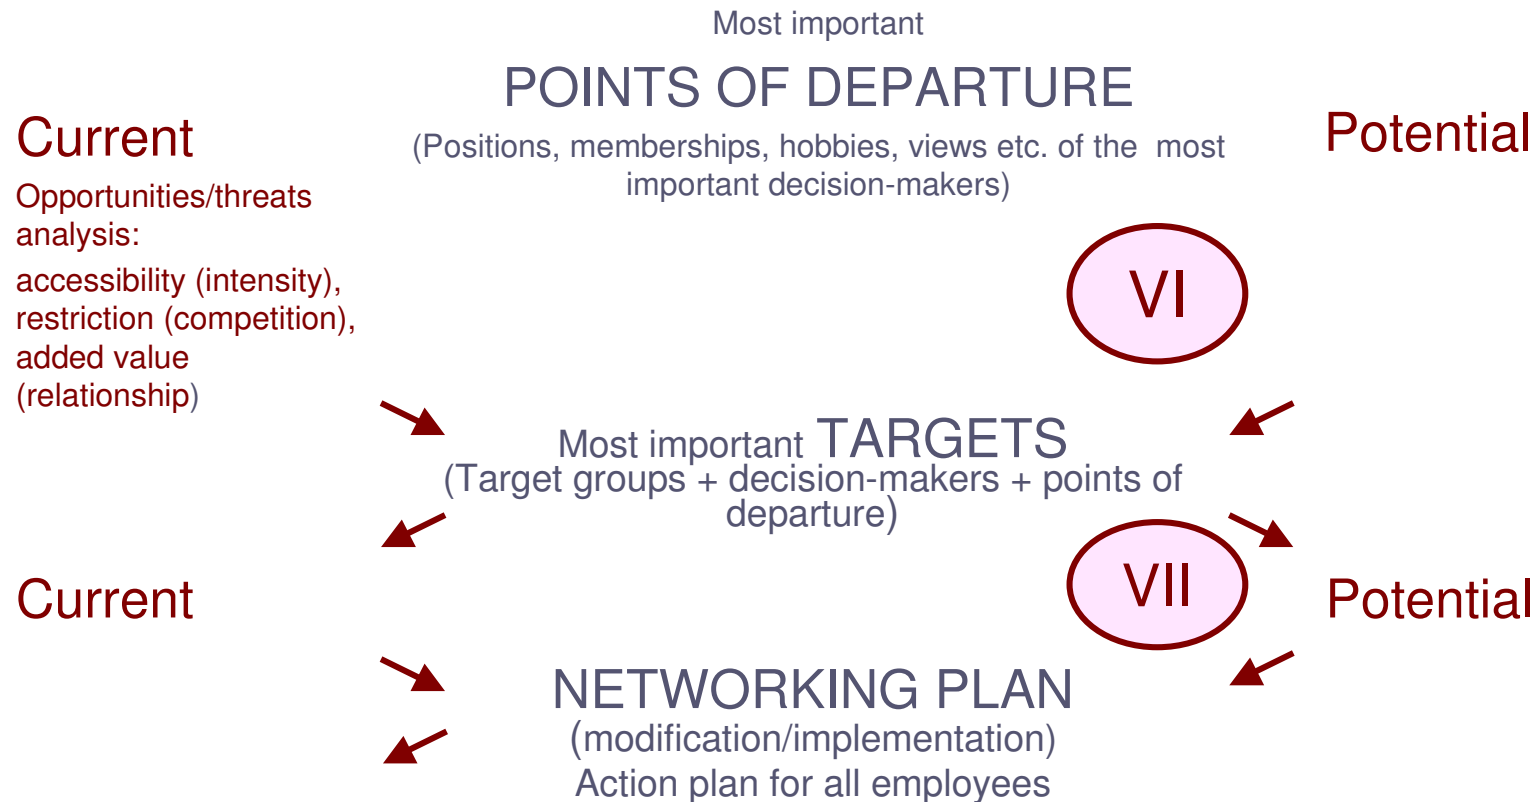 Most important
POINTS OF DEPARTURE
(Positions, memberships, hobbies, views etc. of the most
important decision-makers)
Current
Potential
Opportunities/threats
analysis:
accessibility (intensity),
restriction (competition),
added value
(relationship)
VI
Most important TARGETS
(Target groups + decision-makers + points of
departure)
VII
Current
Potential
NETWORKING PLAN
(modification/implementation)
Action plan for all employees